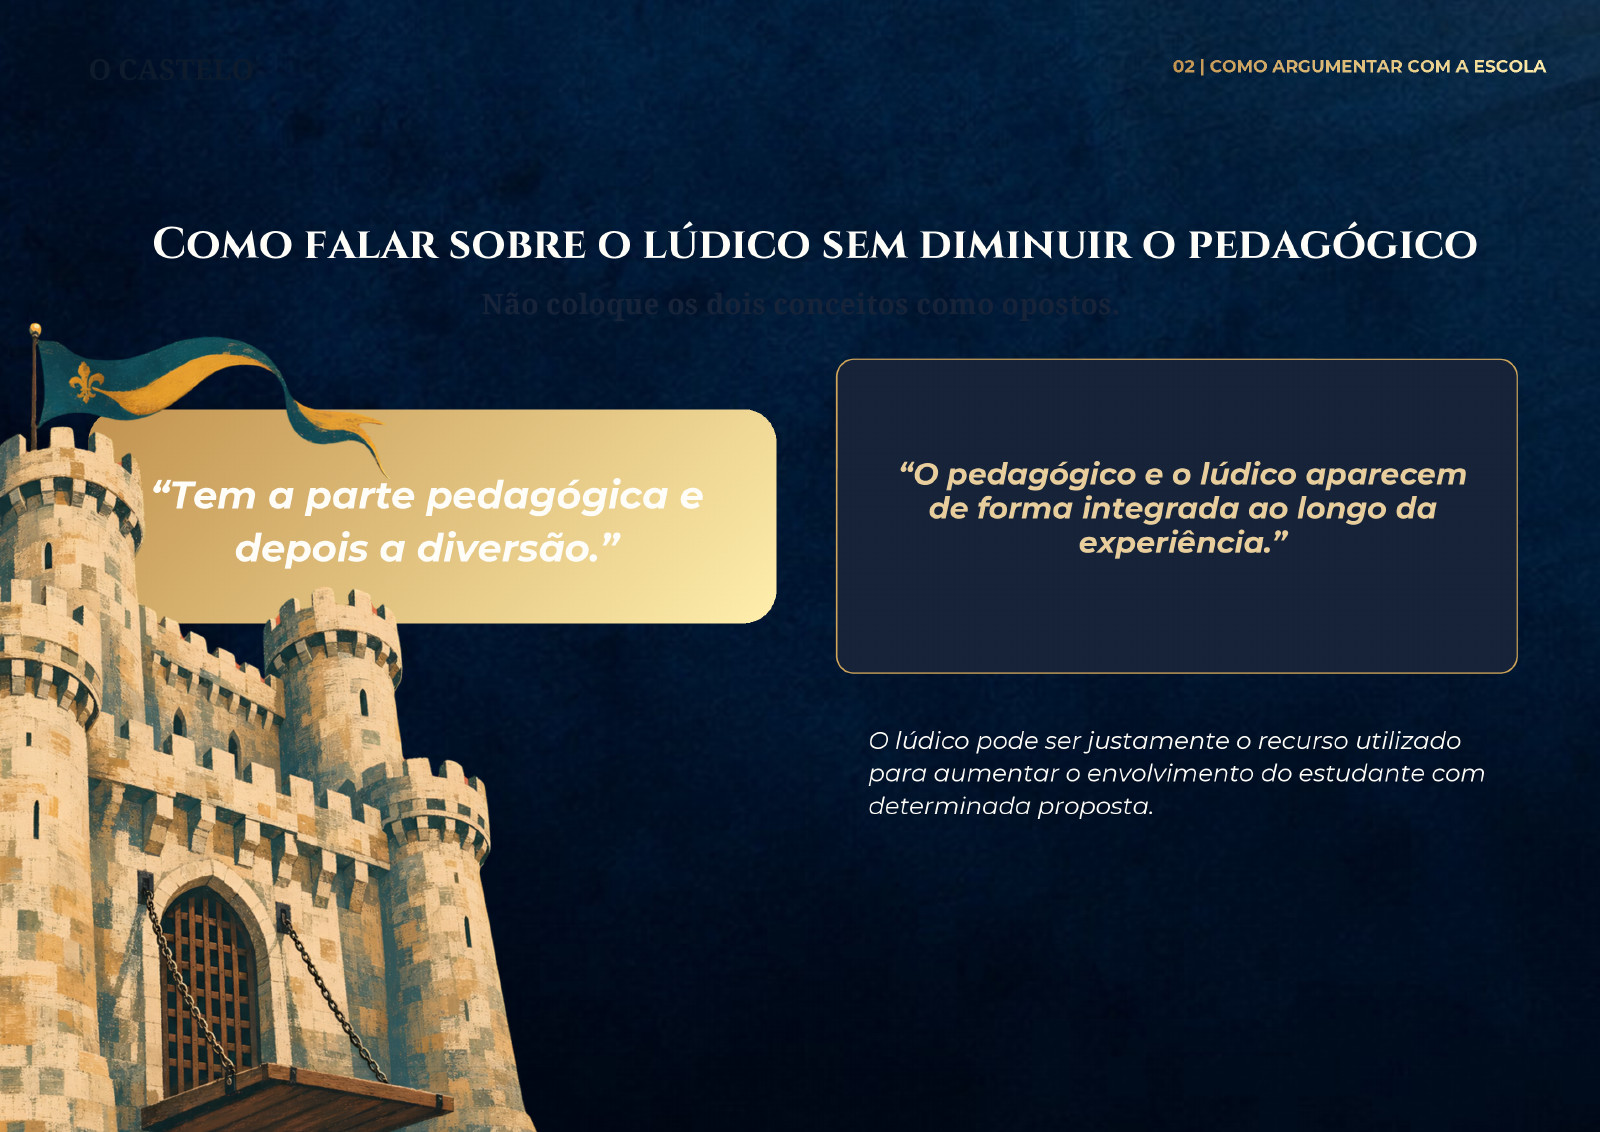 O CASTELO
02 | COMO ARGUMENTAR COM A ESCOLA
Como falar sobre o lúdico sem diminuir o pedagógico
Não coloque os dois conceitos como opostos.
“Tem a parte pedagógica e
depois a diversão.”
“O pedagógico e o lúdico aparecem
de forma integrada ao longo da
experiência.”
O lúdico pode ser justamente o recurso utilizado
para aumentar o envolvimento do estudante com
determinada proposta.